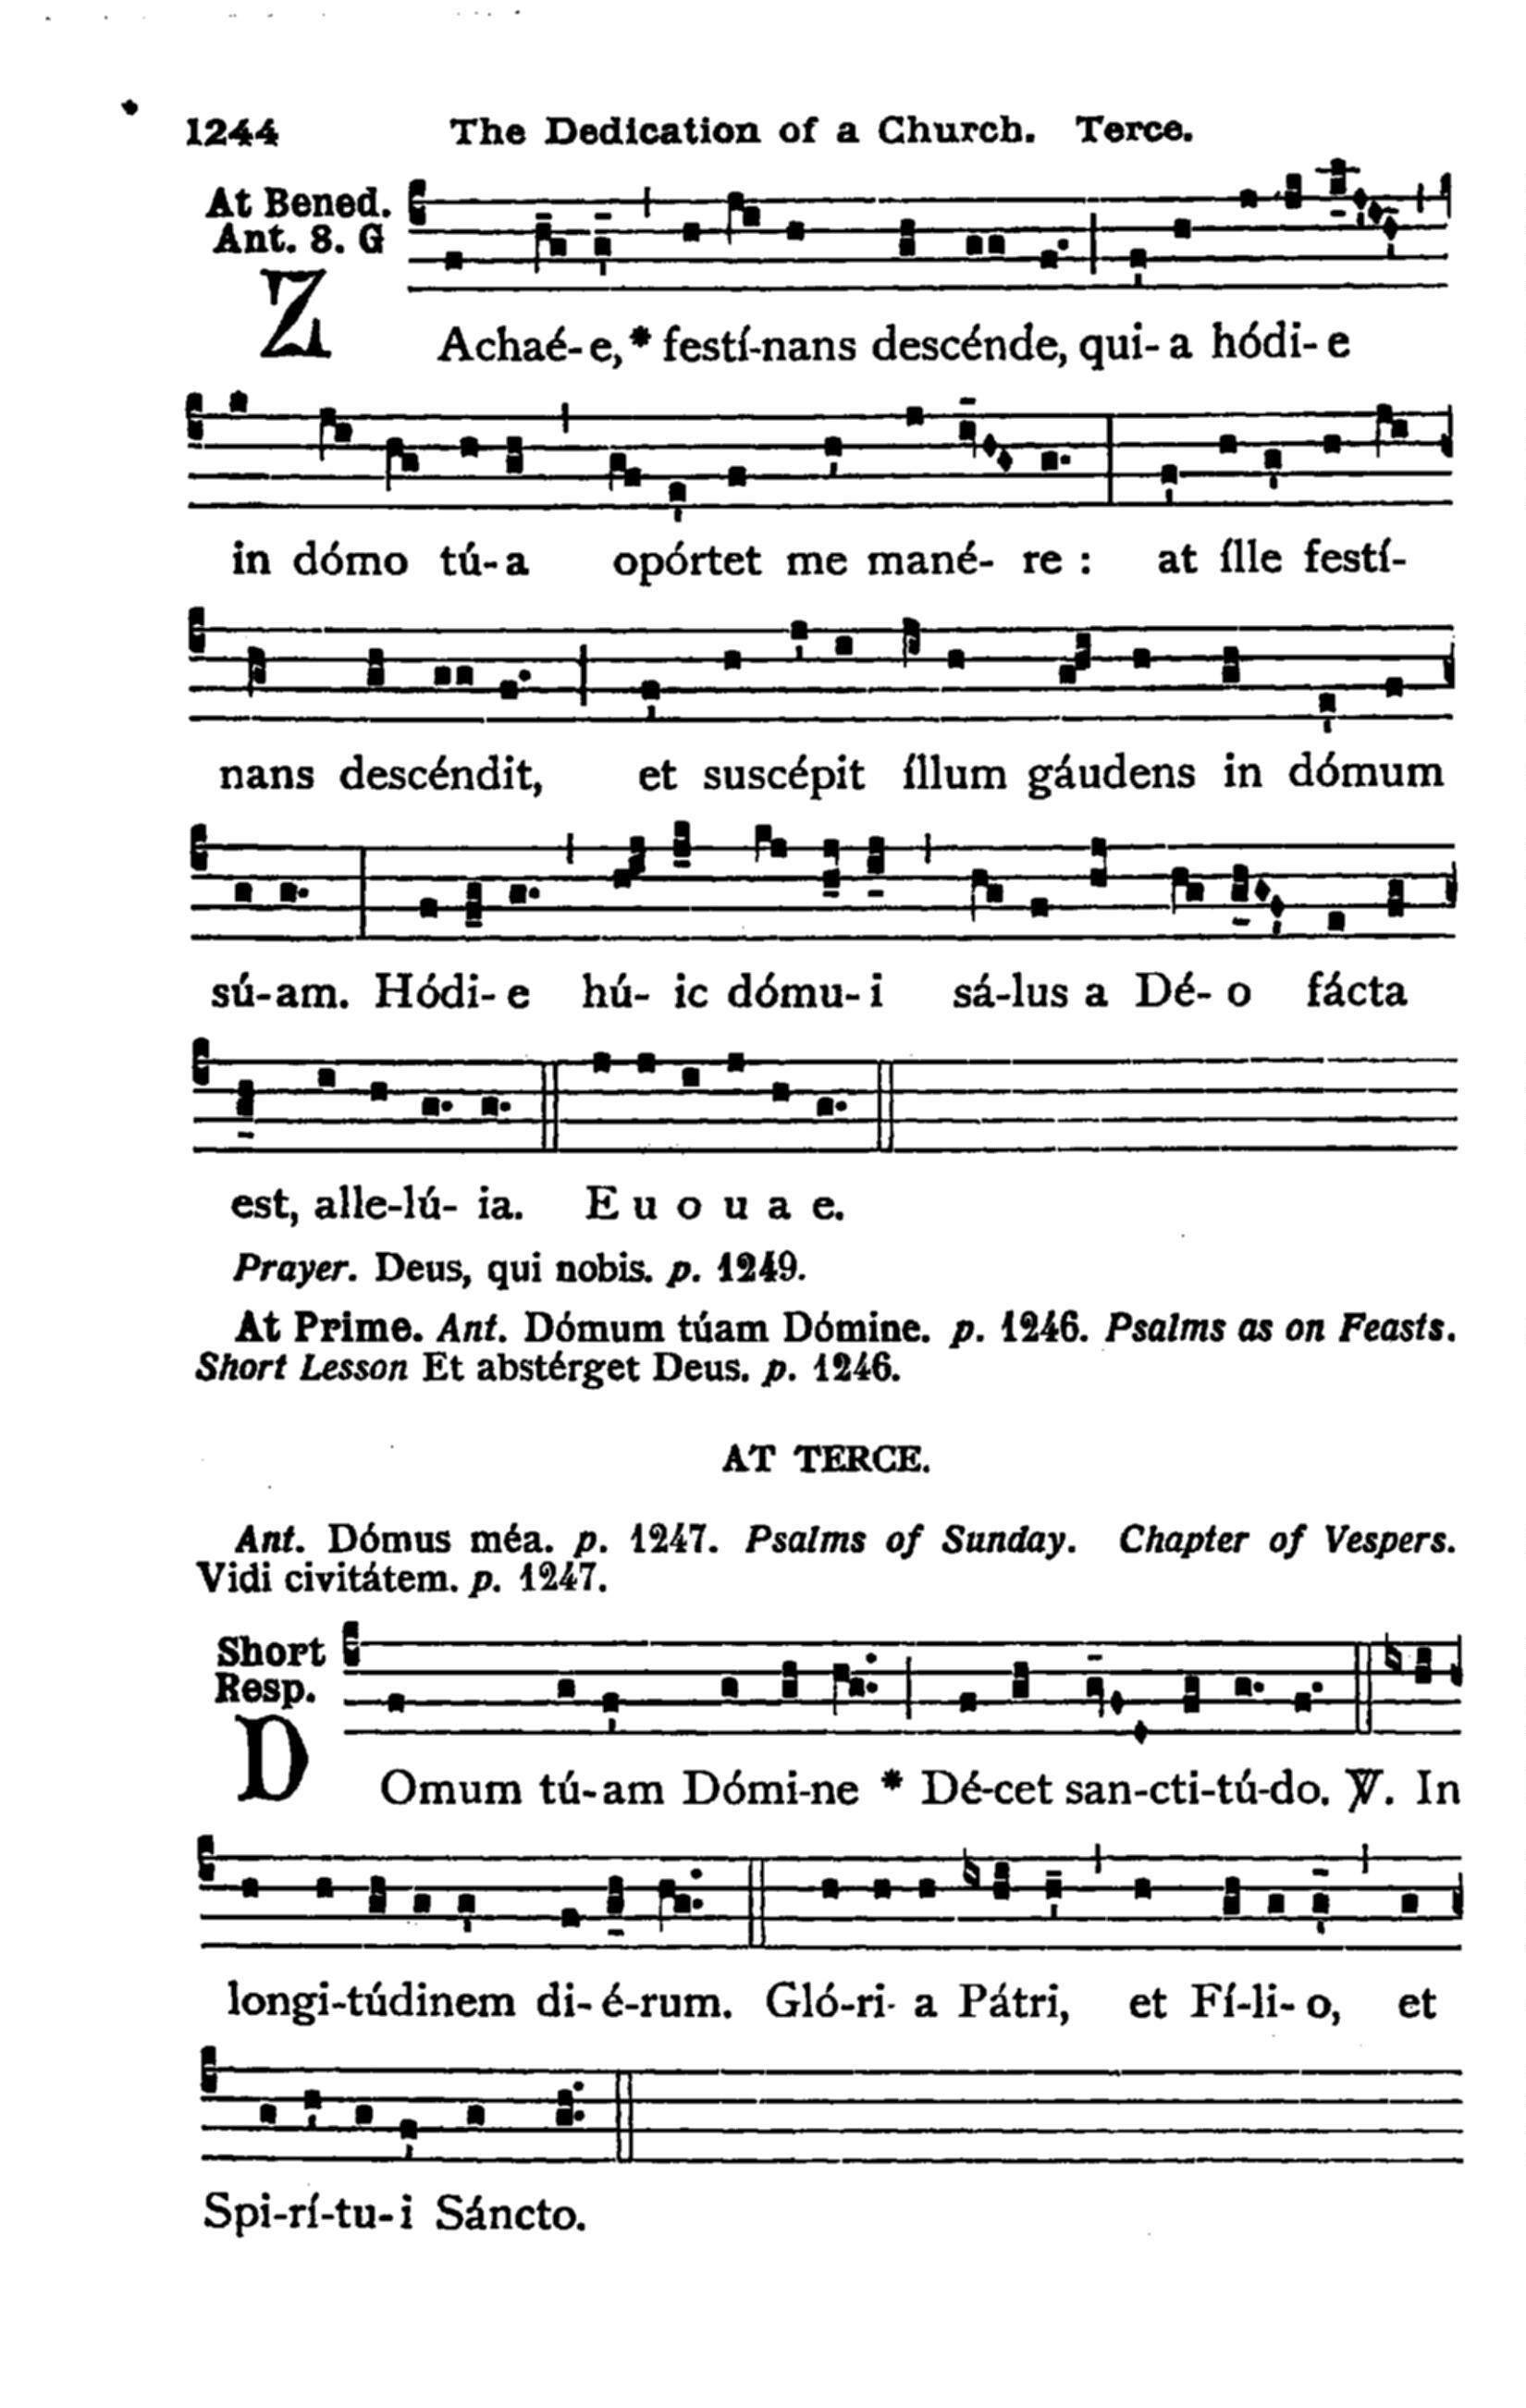 1244 The Dedication of a Church. Terce.
At Bened.
Ant. 8. G
ZAchaé-e, * festí-nans descénde, qui-a hódi-e
in dómo tú-a opórtet me mané-re : at ílle festí-
nans descéndit, et suscépit íllum gáudens in dómum
sú-am. Hódi-e hú-ic dómu-i sá-lus a Dé-o fácta
est, alle-lú-ia. E u o u a e.
Prayer. Deus, qui nobis. p. 1249.
At Prime. Ant. Dómum túam Dómine. p. 1246. Psalms as on Feasts.
Short Lesson Et abstérget Deus. p. 1246.
AT TERCE.
Ant. Dómus méa. p. 1247. Psalms of Sunday. Chapter of Vespers.
Vidi civitátem. p. 1247.
Short
Resp.
DOmum tú-am Dómi-ne * Dé-cet san-cti-tú-do. ℣. In
longi-túdinem di-é-rum. Gló-ri-a Pátri, et Fí-li-o, et
Spi-rí-tu-i Sáncto.